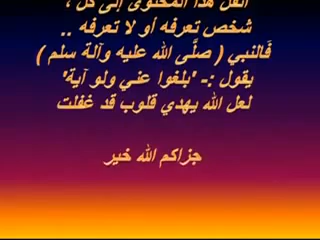 انقل هذا المحتوى إلى كل ،
شخص تعرفه أو لا تعرفه ..
فَالنبي ( صلَّى الله عليه وآلة سلم )
يقول :- "بلغوا عني ولو آية"
لعل الله يهدي قلوب قد غفلت
جزاكم الله خير